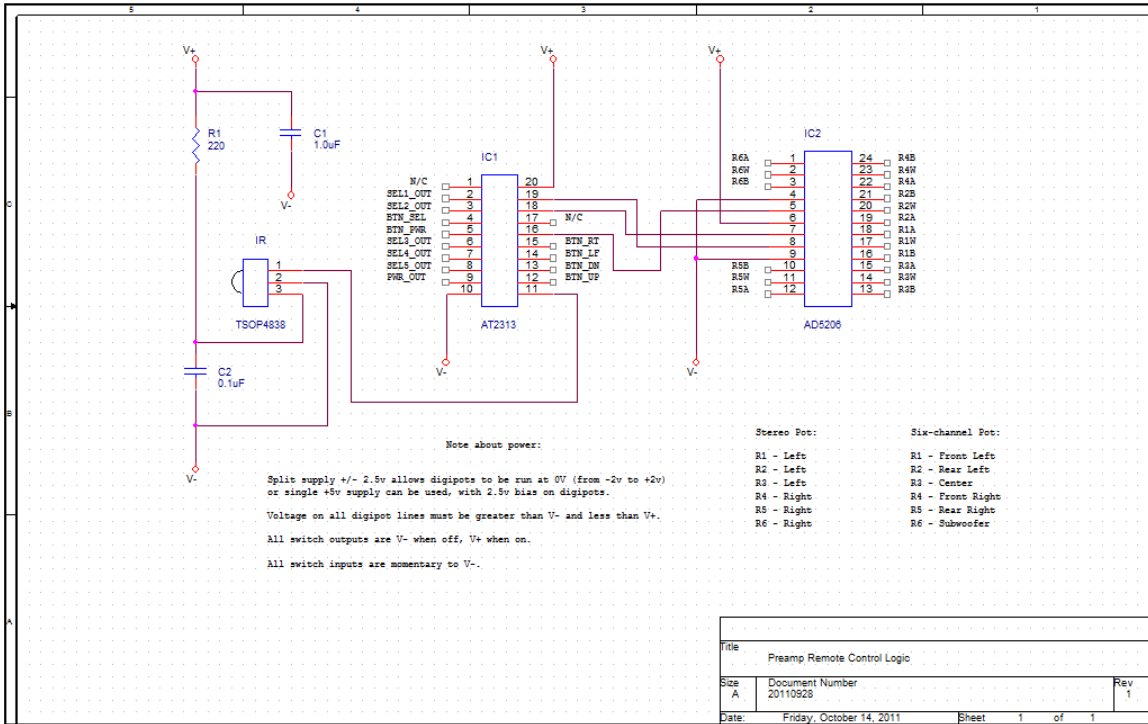 5 4 3 2 1
V+ V+ V+
R1
220
C1
1.0uF
V-
IR
1
2
3
TSOP4838
C2
0.1uF
V-
IC1
N/C 1 20
SEL1_OUT 2 19
SEL2_OUT 3 18
BTN_SEL 4 17 N/C
BTN_PWR 5 16
SEL3_OUT 6 15 BTN_RT
SEL4_OUT 7 14 BTN_LF
SEL5_OUT 8 13 BTN_DN
PWR_OUT 9 12 BTN_UP
10 11
AT2313
V-
IC2
R6A 1 24 R4B
R6W 2 23 R4W
R6B 3 22 R4A
4 21 R2B
5 20 R2W
6 19 R2A
7 18 R1A
8 17 R1W
9 16 R1B
R5B 10 15 R3A
R5W 11 14 R3W
R5A 12 13 R3B
AD5206
V-
C
B
A
Note about power:
Split supply +/- 2.5v allows digipots to be run at 0V (from -2v to +2v)
or single +5v supply can be used, with 2.5v bias on digipots.
Voltage on all digipot lines must be greater than V- and less than V+.
All switch outputs are V- when off, V+ when on.
All switch inputs are momentary to V-.
Stereo Pot:
R1 - Left
R2 - Left
R3 - Left
R4 - Right
R5 - Right
R6 - Right
Six-channel Pot:
R1 - Front Left
R2 - Rear Left
R3 - Center
R4 - Front Right
R5 - Rear Right
R6 - Subwoofer
Title
Preamp Remote Control Logic
Size Document Number Rev
A 20110928 1
Date: Friday, October 14, 2011 Sheet 1 of 1